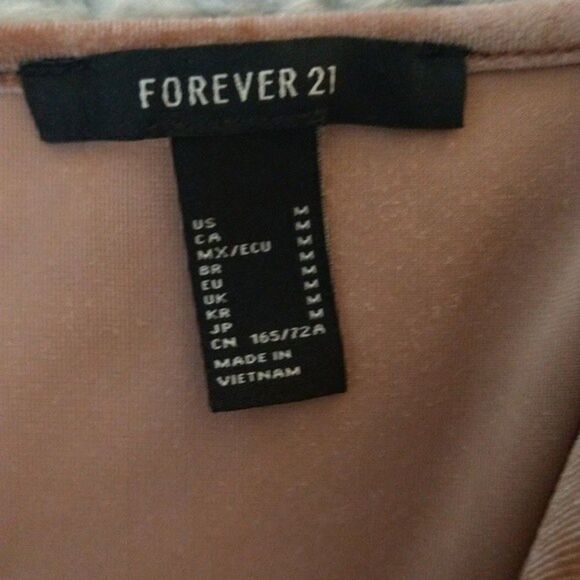 FOREVER 21
US M
CA M
MX/ECU M
BR M
EU M
UK M
KR M
JP M
CN 165/72A
MADE IN
VIETNAM